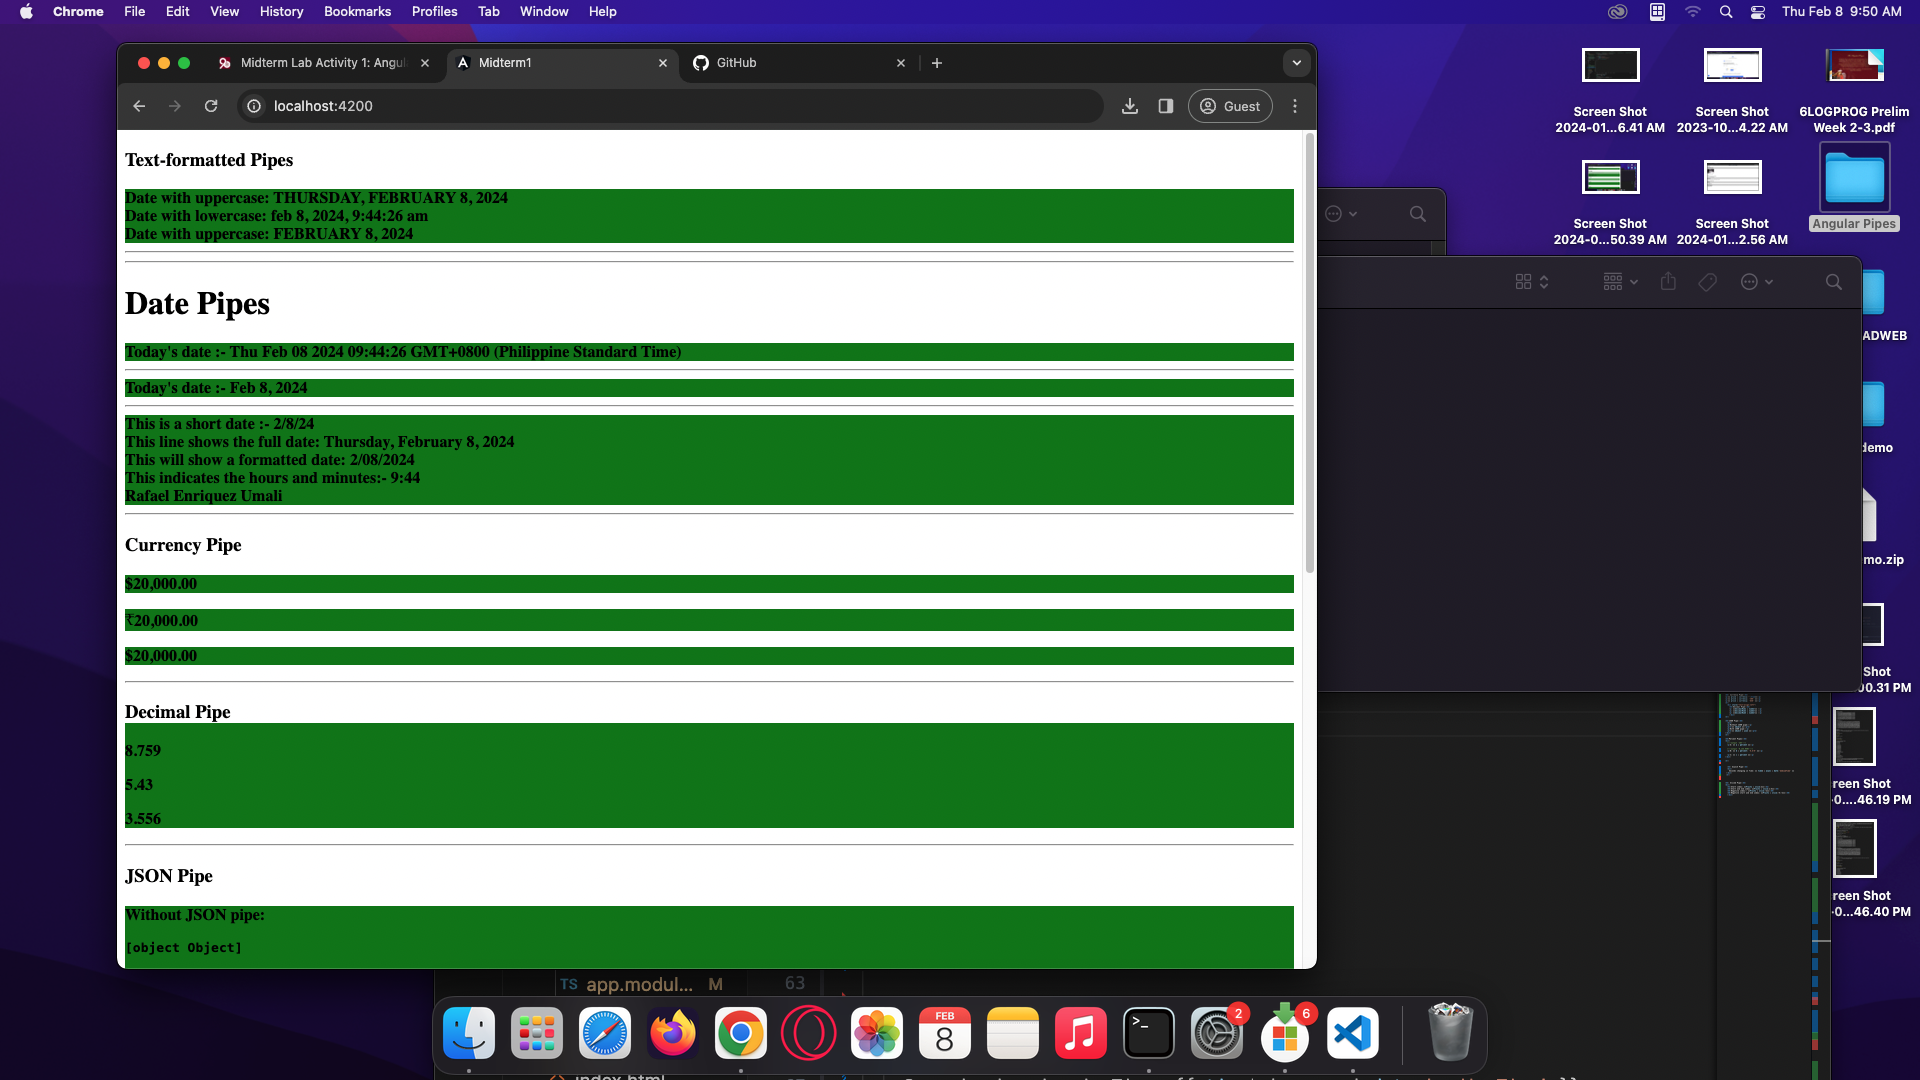 Chrome File Edit View History Bookmarks Profiles Tab Window Help
Thu Feb 8 9:50 AM
Midterm Lab Activity 1: Angul
Midterm1
GitHub
localhost:4200
Guest
Text-formatted Pipes
Date with uppercase: THURSDAY, FEBRUARY 8, 2024
Date with lowercase: feb 8, 2024, 9:44:26 am
Date with uppercase: FEBRUARY 8, 2024
Date Pipes
Today's date :- Thu Feb 08 2024 09:44:26 GMT+0800 (Philippine Standard Time)
Today's date :- Feb 8, 2024
This is a short date :- 2/8/24
This line shows the full date: Thursday, February 8, 2024
This will show a formatted date: 2/08/2024
This indicates the hours and minutes:- 9:44
Rafael Enriquez Umali
Currency Pipe
$20,000.00
₹20,000.00
$20,000.00
Decimal Pipe
8.759
5.43
3.556
JSON Pipe
Without JSON pipe:
[object Object]
Screen Shot
2024-01...6.41 AM
Screen Shot
2023-10...4.22 AM
6LOGPROG Prelim
Week 2-3.pdf
Screen Shot
2024-0...50.39 AM
Screen Shot
2024-01...2.56 AM
Angular Pipes
ADWEB
demo
mo.zip
Shot
00.31 PM
reen Shot
-0....46.19 PM
reen Shot
-0...46.40 PM
TS app.modul... M
63
FEB
8
>_
2
6
index.html